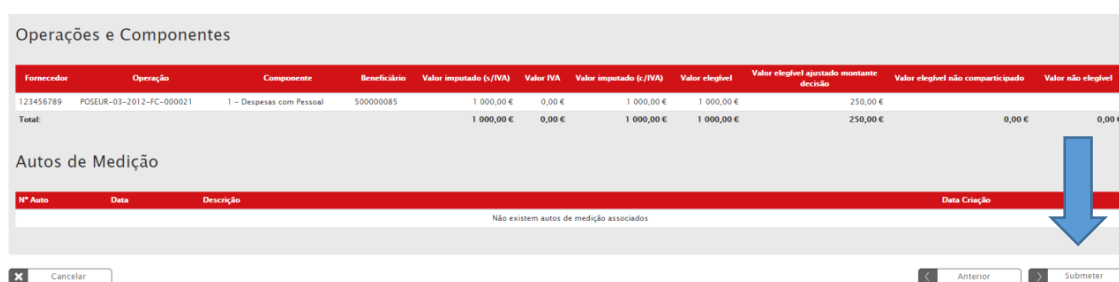 Operações e Componentes
Fornecedor Operação Componente Beneficiário Valor imputado (s/IVA) Valor IVA Valor imputado (c/IVA) Valor elegível Valor elegível ajustado montante decisão Valor elegível não comparticipado Valor não elegível
123456789 POSEUR-03-2012-FC-000021 1 - Despesas com Pessoal 500000085 1 000,00 € 0,00 € 1 000,00 € 1 000,00 € 250,00 €
Total: 1 000,00 € 0,00 € 1 000,00 € 1 000,00 € 250,00 € 0,00 € 0,00 €
Autos de Medição
Nº Auto Data Descrição Data Criação
Não existem autos de medição associados
Cancelar Anterior Submeter